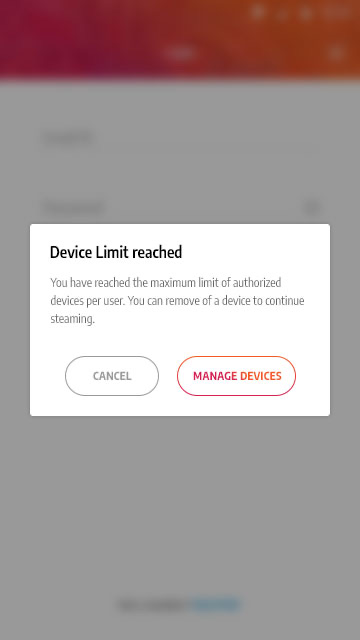 Device Limit reached
You have reached the maximum limit of authorized
devices per user. You can remove of a device to continue
steaming.
CANCEL
MANAGE DEVICES